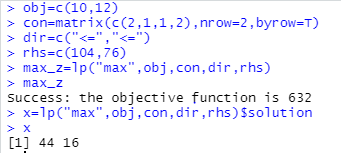 > obj=c(10,12)
> con=matrix(c(2,1,1,2),nrow=2,byrow=T)
> dir=c("<=","<=")
> rhs=c(104,76)
> max_z=lp("max",obj,con,dir,rhs)
> max_z
Success: the objective function is 632
> x=lp("max",obj,con,dir,rhs)$solution
> x
[1] 44 16